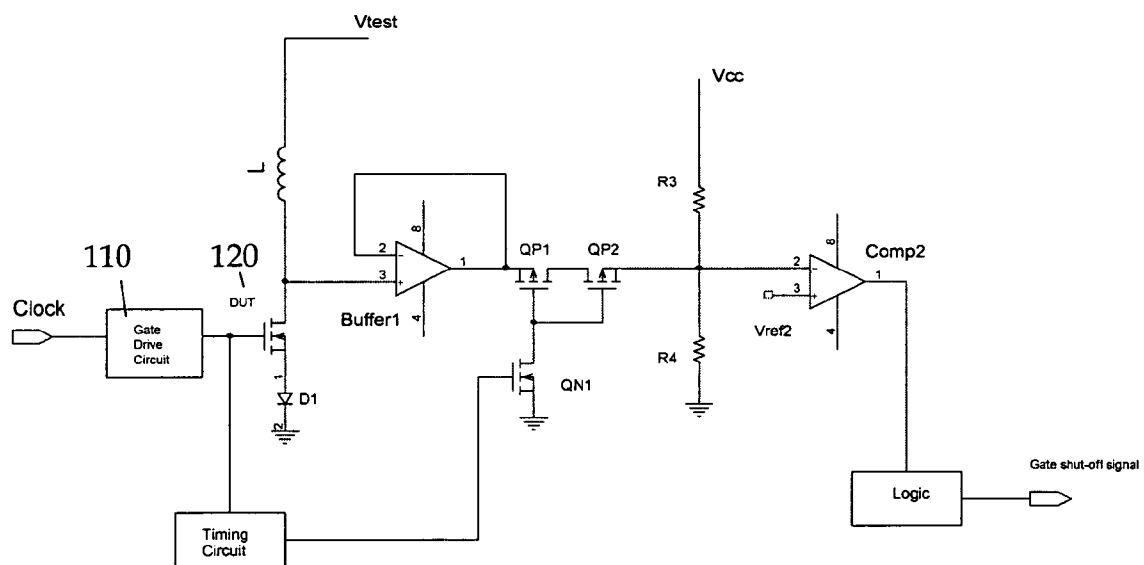 Vtest
Vcc
L
R3
110
120
DUT
Clock
Gate
Drive
Circuit
1
D1
2
8
2
3
1
4
Buffer1
QP1
QP2
QN1
R4
8
Comp2
2
1
3
Vref2
4
Timing
Circuit
Logic
Gate shut-off signal